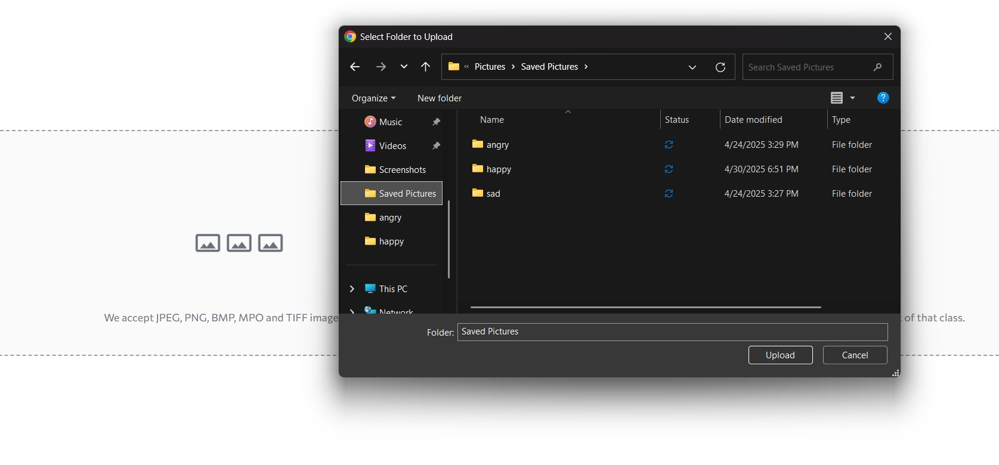 Select Folder to Upload
« Pictures > Saved Pictures >
Search Saved Pictures
Organize
New folder
?
Name Status Date modified Type
Music
Videos
Screenshots
Saved Pictures
angry
happy
This PC
Network
angry 4/24/2025 3:29 PM File folder
happy 4/30/2025 6:51 PM File folder
sad 4/24/2025 3:27 PM File folder
We accept JPEG, PNG, BMP, MPO and TIFF image
of that class.
Folder: Saved Pictures
Upload Cancel